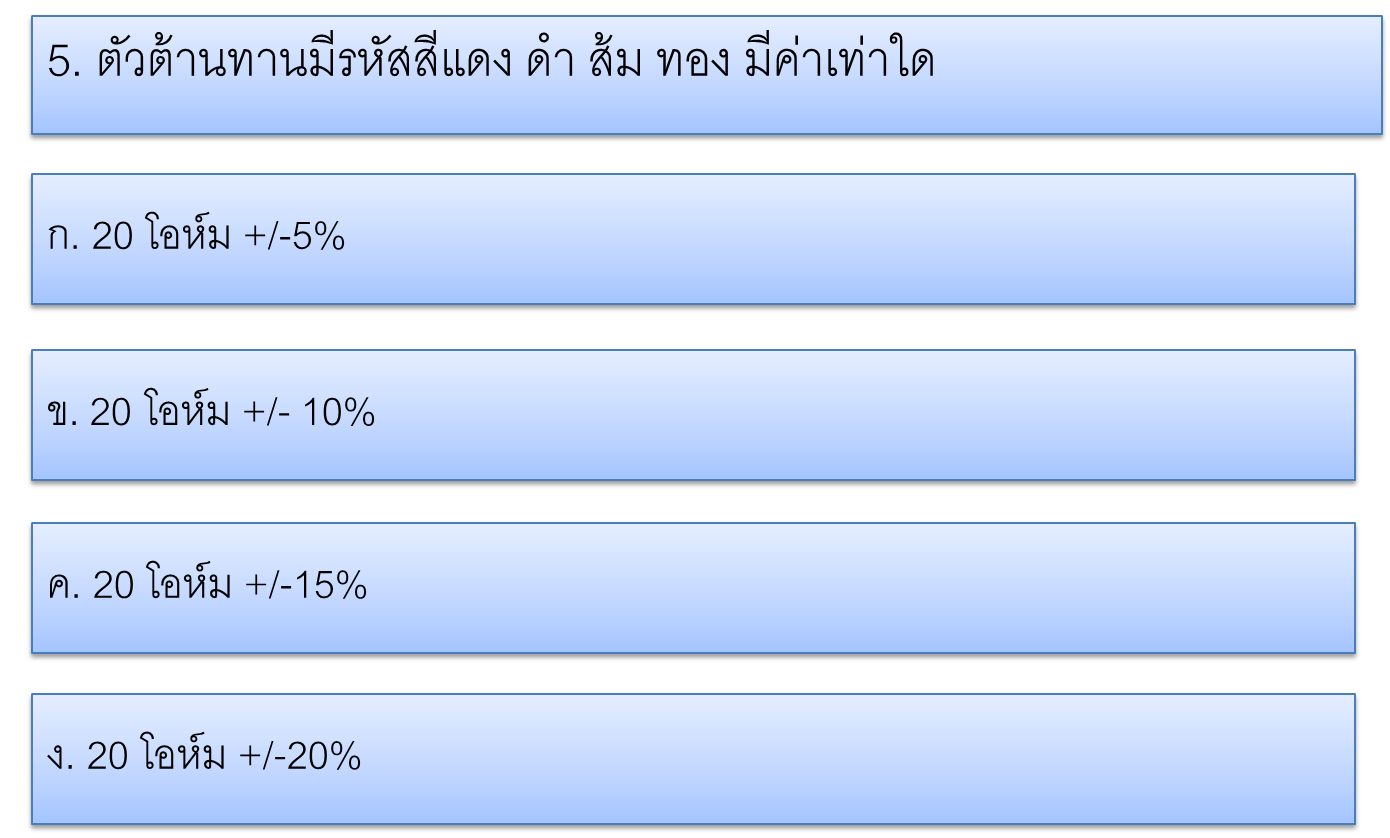 5. ตัวต้านทานมีรหัสสีแดง ดำ ส้ม ทอง มีค่าเท่าใด
ก. 20 โอห์ม +/-5%
ข. 20 โอห์ม +/- 10%
ค. 20 โอห์ม +/-15%
ง. 20 โอห์ม +/-20%